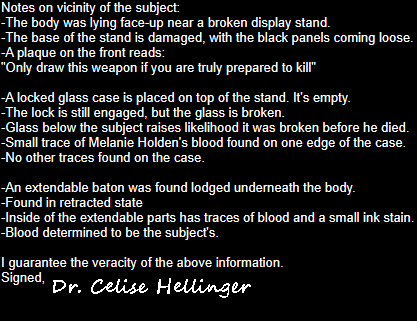 Notes on vicinity of the subject:
-The body was lying face-up near a broken display stand.
-The base of the stand is damaged, with the black panels coming loose.
-A plaque on the front reads:
"Only draw this weapon if you are truly prepared to kill"
-A locked glass case is placed on top of the stand. It's empty.
-The lock is still engaged, but the glass is broken.
-Glass below the subject raises likelihood it was broken before he died.
-Small trace of Melanie Holden's blood found on one edge of the case.
-No other traces found on the case.
-An extendable baton was found lodged underneath the body.
-Found in retracted state
-Inside of the extendable parts has traces of blood and a small ink stain.
-Blood determined to be the subject's.
I guarantee the veracity of the above information.
Signed, Dr. Celise Hellinger